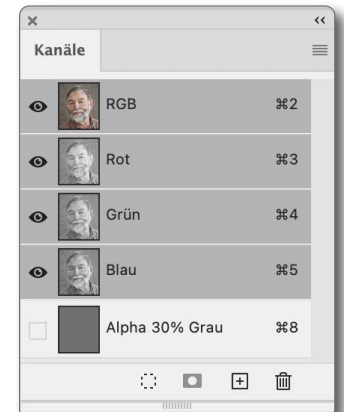 Kanäle
RGB ⌘2
Rot ⌘3
Grün ⌘4
Blau ⌘5
Alpha 30% Grau ⌘8